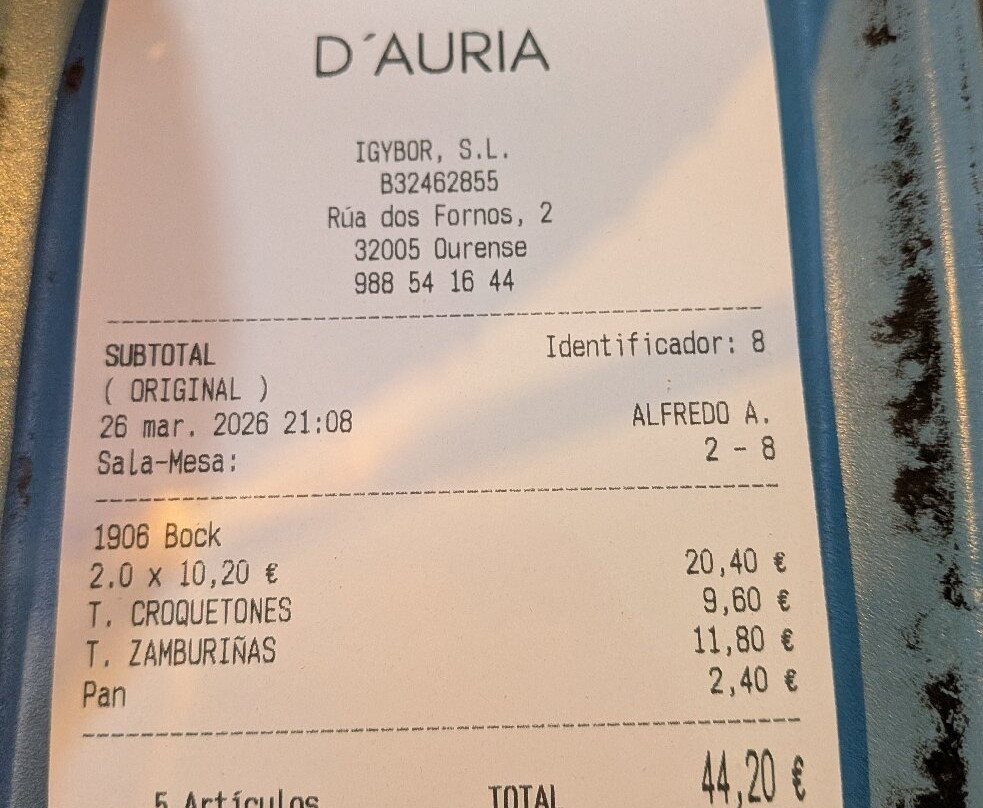 D´AURIA
IGYBOR, S.L.
B32462855
Rúa dos Fornos, 2
32005 Ourense
988 54 16 44
SUBTOTAL Identificador: 8
( ORIGINAL )
26 mar. 2026 21:08 ALFREDO A.
Sala-Mesa: 2 - 8
1906 Bock
2.0 x 10,20 € 20,40 €
T. CROQUETONES 9,60 €
T. ZAMBURIÑAS 11,80 €
Pan 2,40 €
5 Artículos TOTAL 44,20 €